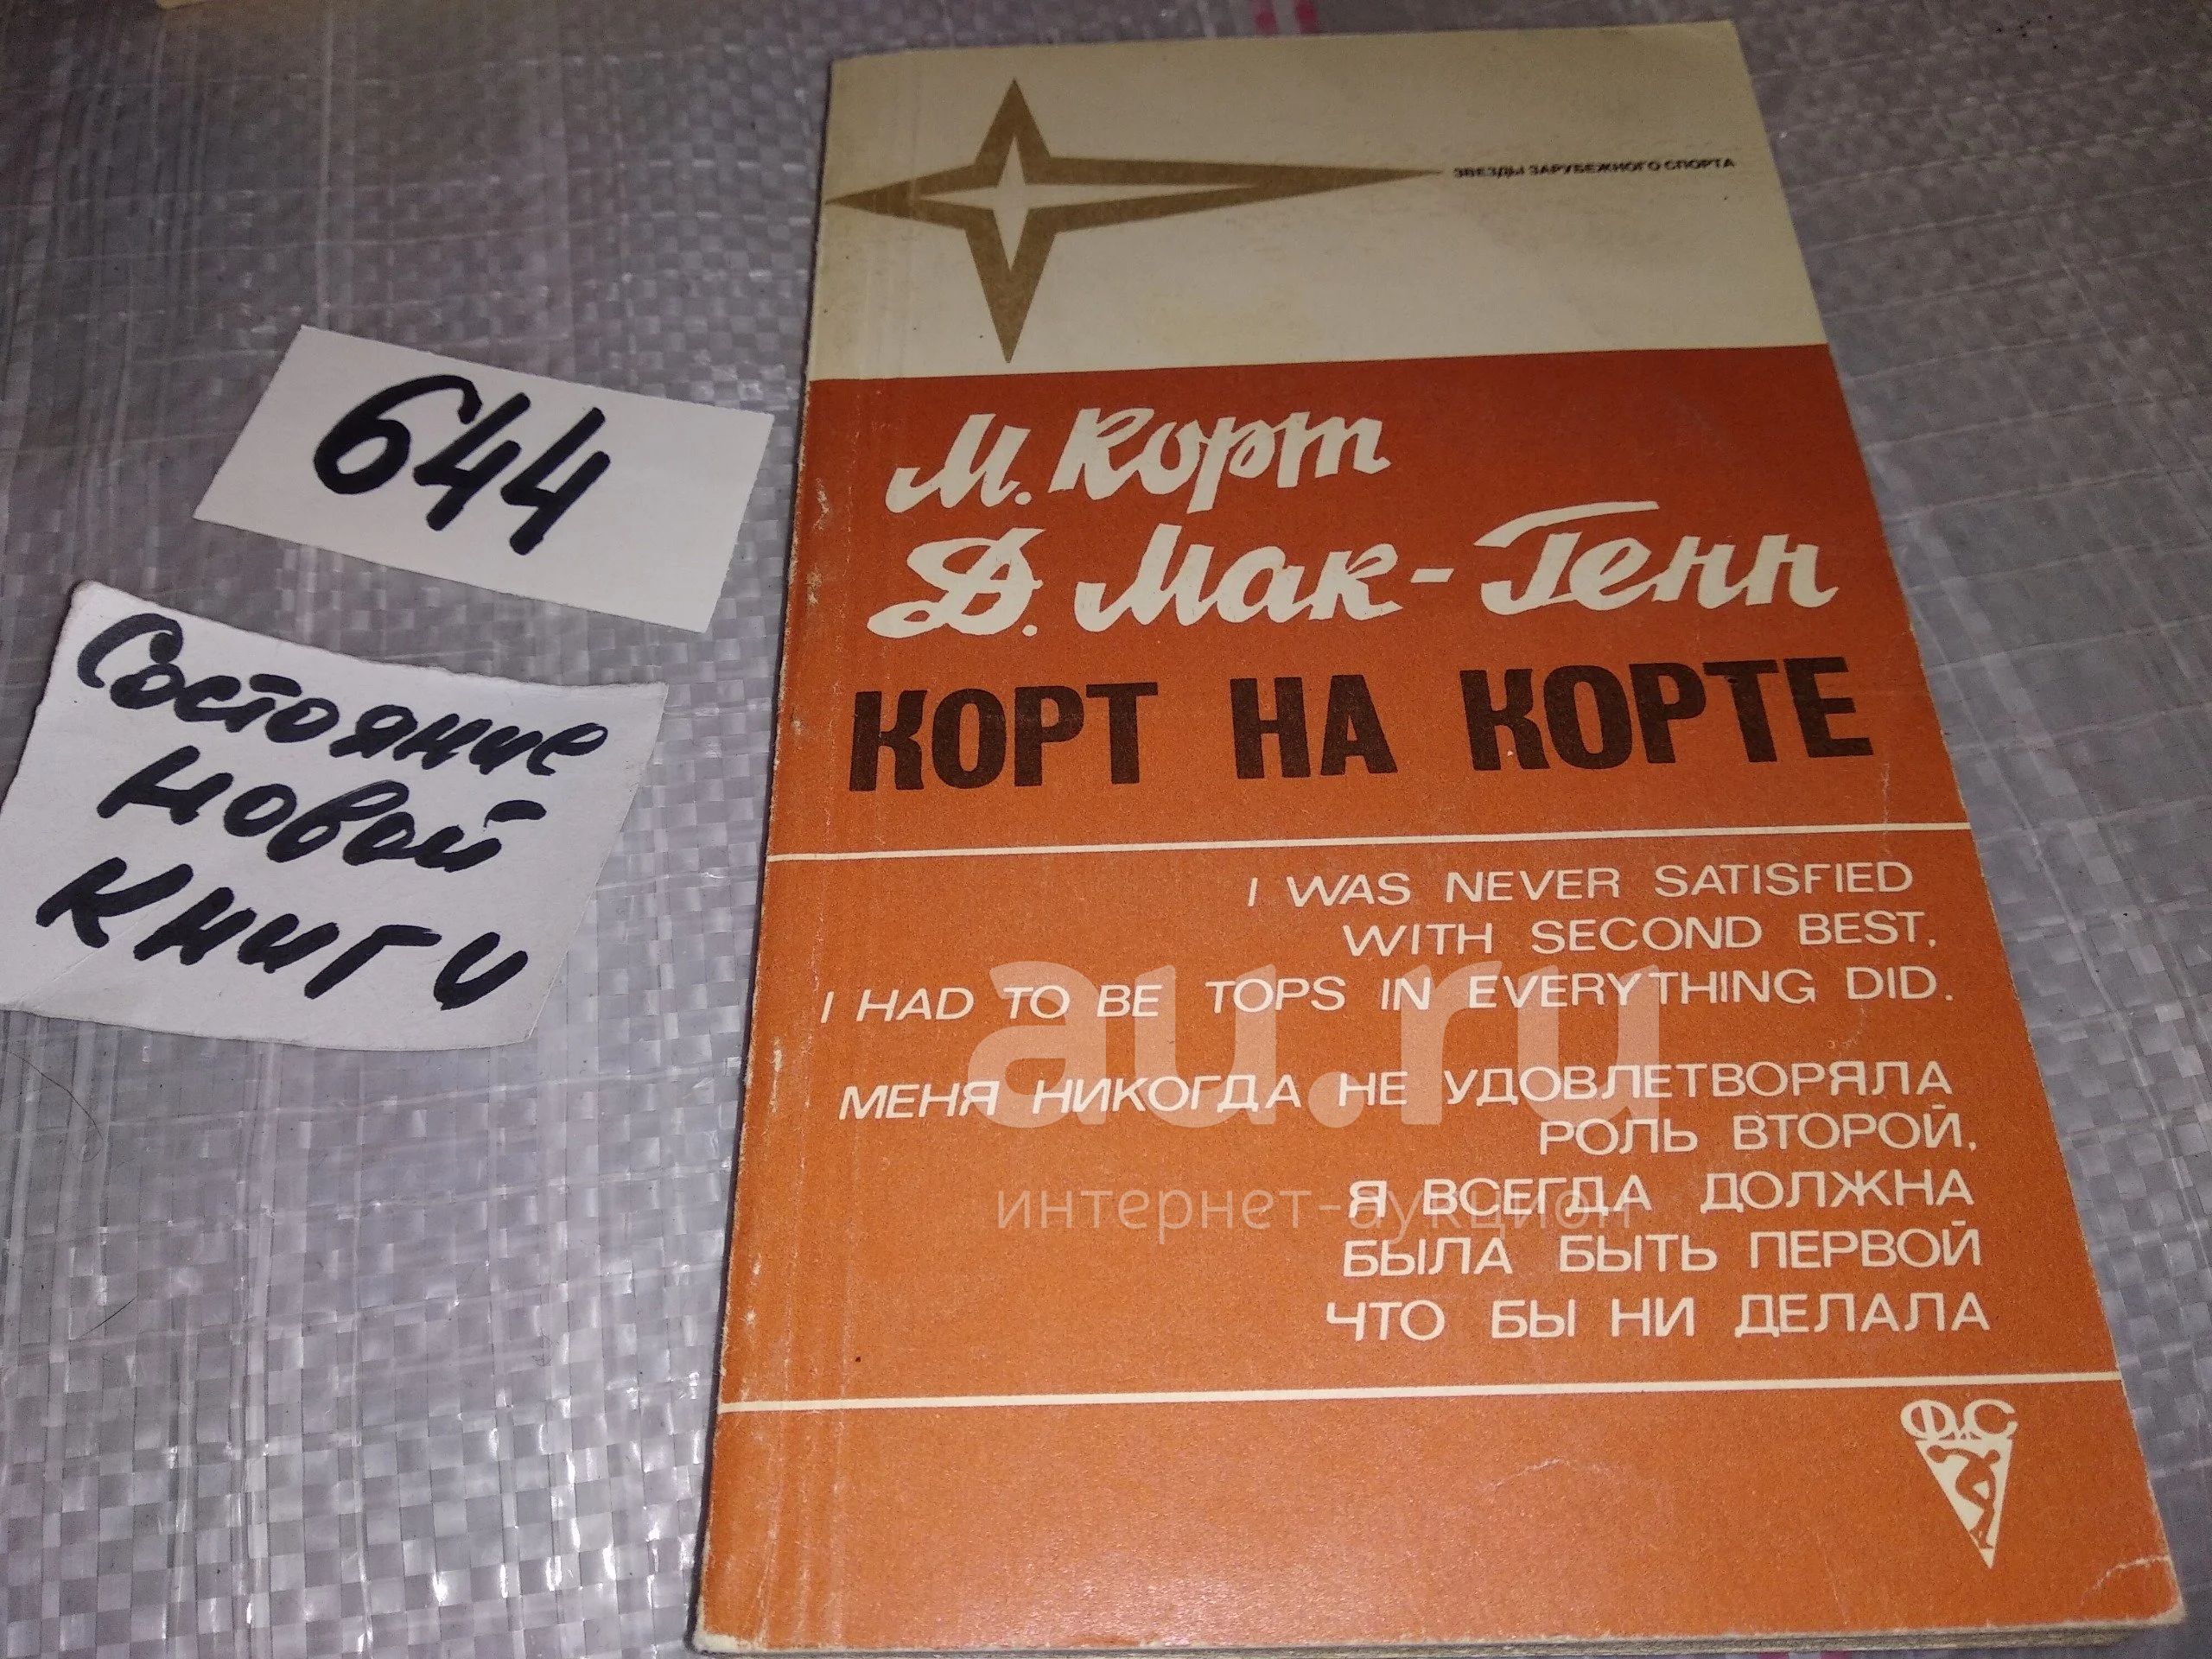 644
Состояние
новой
книги
ЗВЕЗДЫ ЗАРУБЕЖНОГО СПОРТА
М. Корт
Д. Мак-Генн
КОРТ НА КОРТЕ
I WAS NEVER SATISFIED
WITH SECOND BEST.
I HAD TO BE TOPS IN EVERYTHING DID.
МЕНЯ НИКОГДА НЕ УДОВЛЕТВОРЯЛА
РОЛЬ ВТОРОЙ,
Я ВСЕГДА ДОЛЖНА
БЫЛА БЫТЬ ПЕРВОЙ
ЧТО БЫ НИ ДЕЛАЛА
ФиС
au.ru
интернет-аукцион